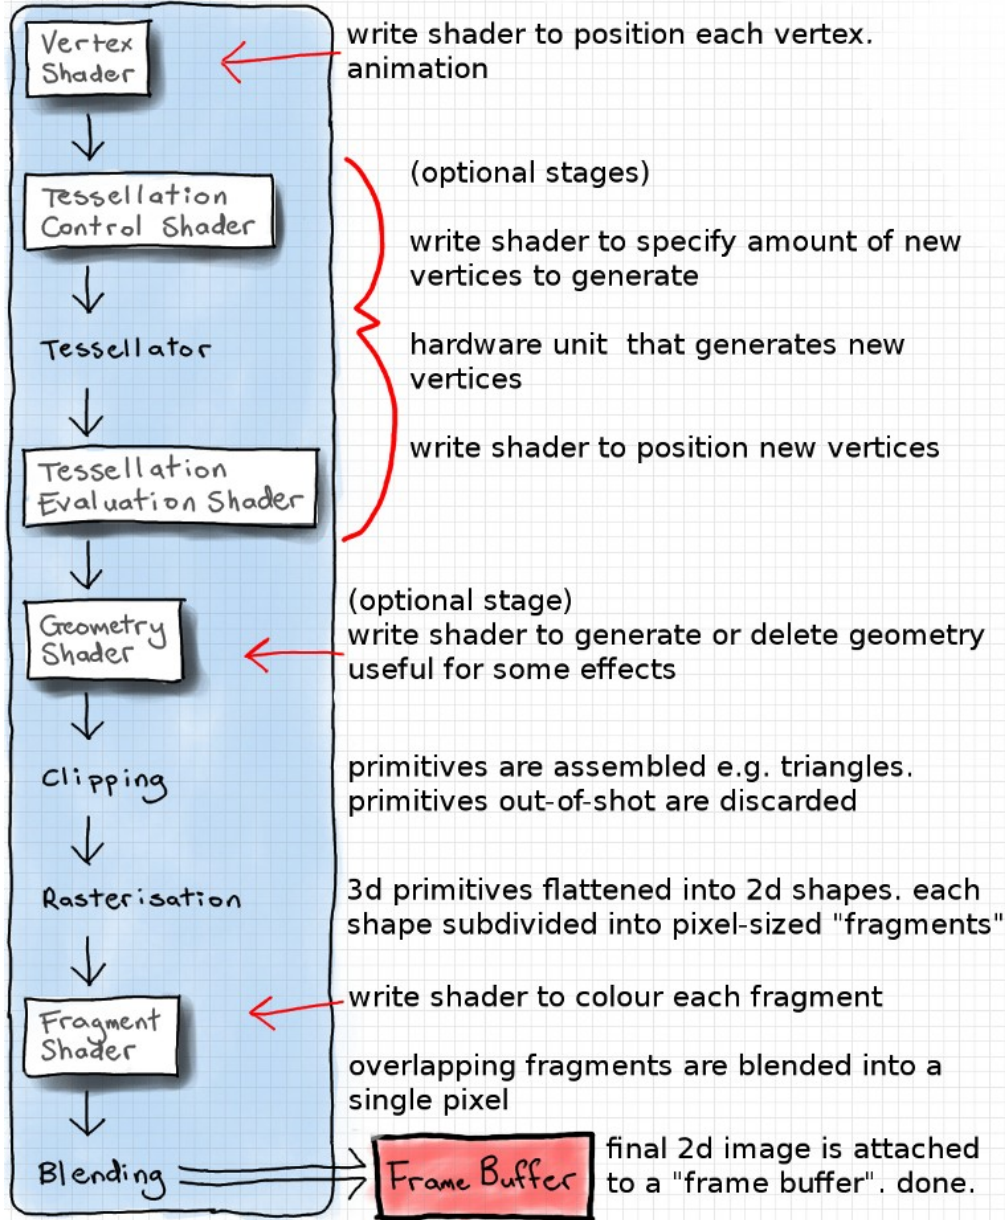 Vertex
Shader
write shader to position each vertex.
animation
Tessellation
Control Shader
(optional stages)
write shader to specify amount of new
vertices to generate
Tessellator
hardware unit that generates new
vertices
Tessellation
Evaluation Shader
write shader to position new vertices
Geometry
Shader
(optional stage)
write shader to generate or delete geometry
useful for some effects
Clipping
primitives are assembled e.g. triangles.
primitives out-of-shot are discarded
Rasterisation
3d primitives flattened into 2d shapes. each
shape subdivided into pixel-sized "fragments"
Fragment
Shader
write shader to colour each fragment
overlapping fragments are blended into a
single pixel
Blending
Frame Buffer
final 2d image is attached
to a "frame buffer". done.